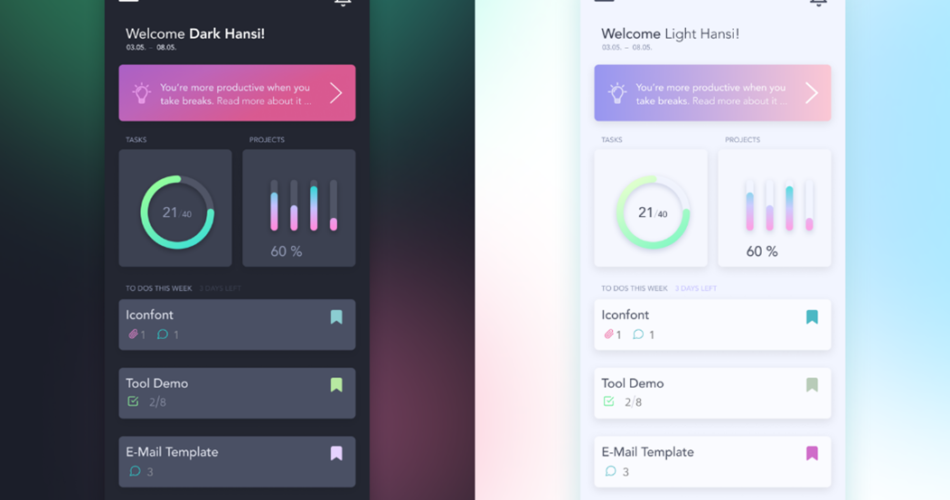 Welcome Dark Hansi!
03.05. - 08.05.
You're more productive when you
take breaks. Read more about it ...
TASKS
PROJECTS
21/40
60 %
TO DOS THIS WEEK 3 DAYS LEFT
Iconfont
1 1
Tool Demo
2/8
E-Mail Template
3
Welcome Light Hansi!
03.05. - 08.05.
You're more productive when you
take breaks. Read more about it ...
TASKS
PROJECTS
21/40
60 %
TO DOS THIS WEEK 3 DAYS LEFT
Iconfont
1 1
Tool Demo
2/8
E-Mail Template
3